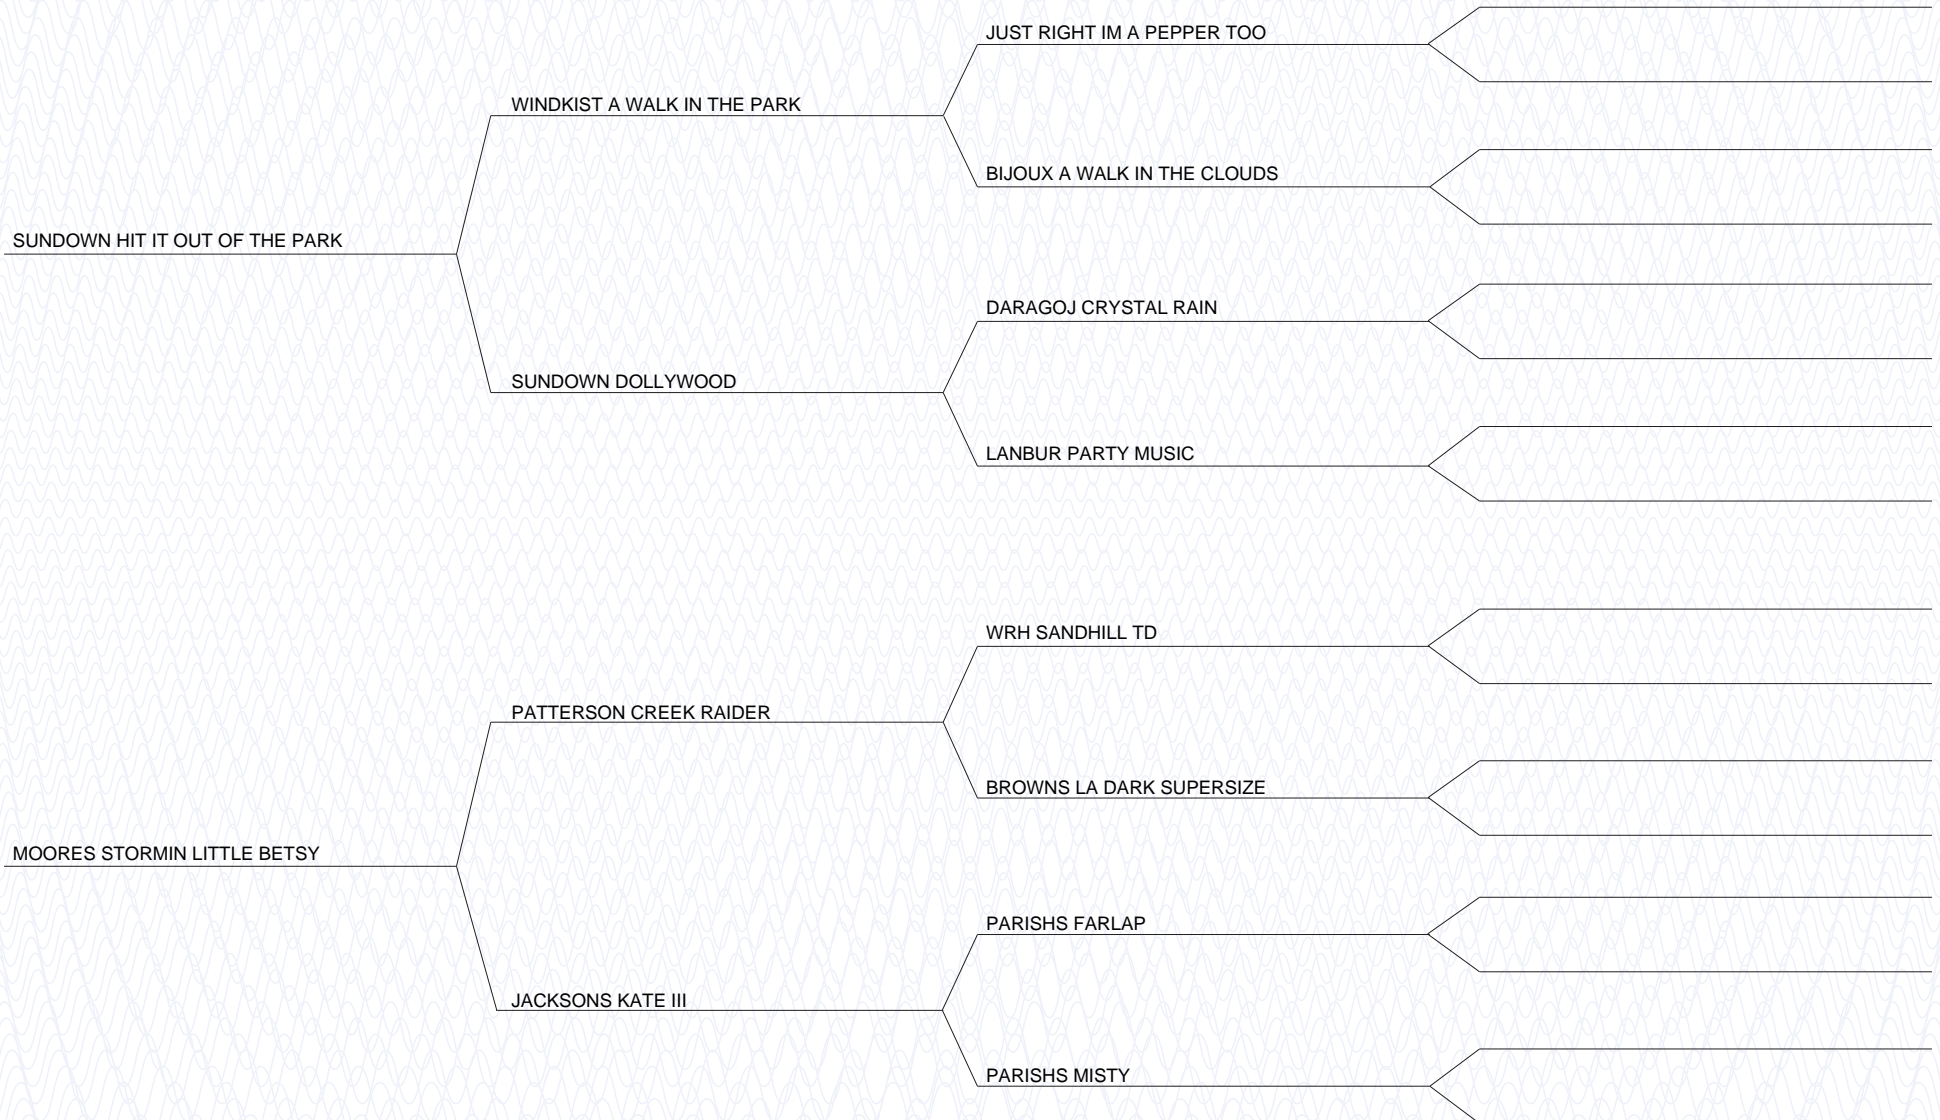 JUST RIGHT IM A PEPPER TOO
WINDKIST A WALK IN THE PARK
BIJOUX A WALK IN THE CLOUDS
SUNDOWN HIT IT OUT OF THE PARK
DARAGOJ CRYSTAL RAIN
SUNDOWN DOLLYWOOD
LANBUR PARTY MUSIC
WRH SANDHILL TD
PATTERSON CREEK RAIDER
BROWNS LA DARK SUPERSIZE
MOORES STORMIN LITTLE BETSY
PARISHS FARLAP
JACKSONS KATE III
PARISHS MISTY